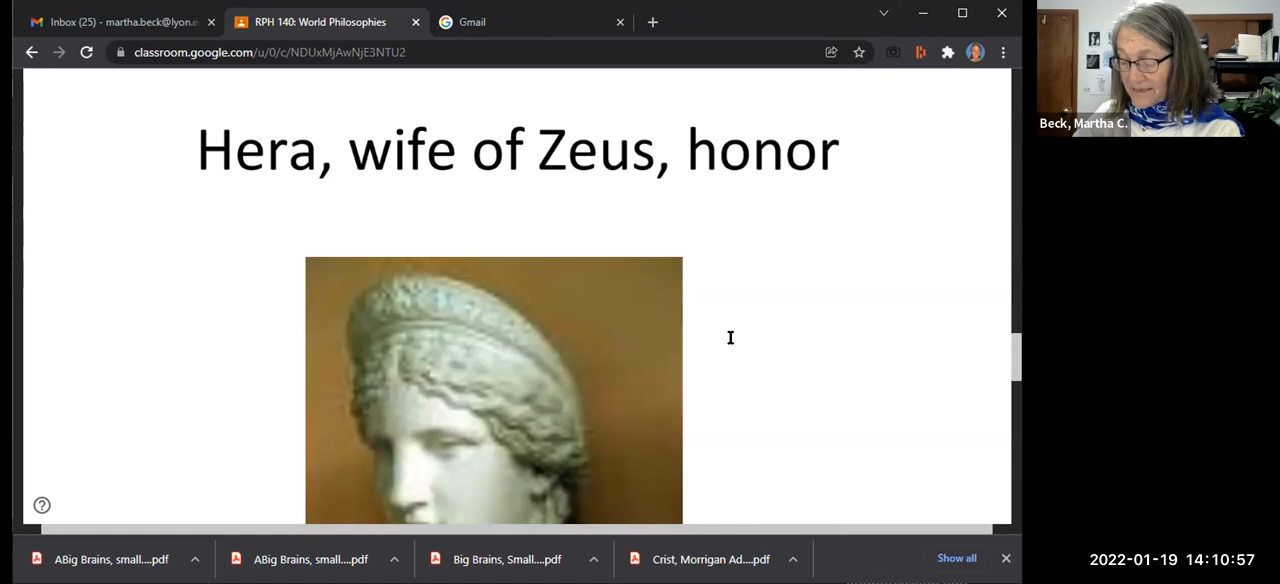 Inbox (25) - martha.beck@lyon.e
RPH 140: World Philosophies
Gmail
classroom.google.com/u/0/c/NDUxMjAwNjE3NTU2
Beck, Martha C.
Hera, wife of Zeus, honor
ABig Brains, small....pdf
ABig Brains, small....pdf
Big Brains, Small....pdf
Crist, Morrigan Ad....pdf
Show all
2022-01-19 14:10:57